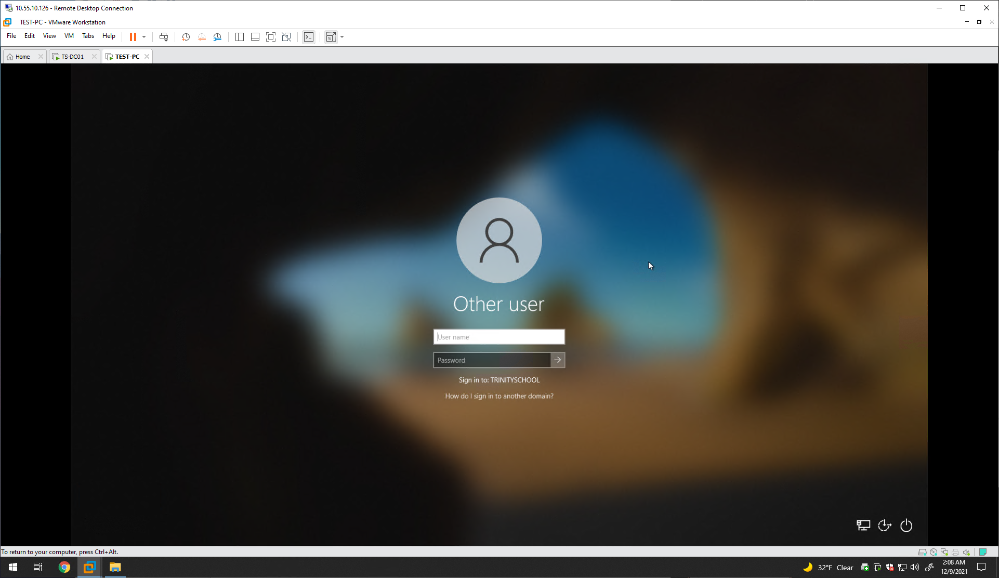 10.55.10.126 - Remote Desktop Connection
TEST-PC - VMware Workstation
File Edit View VM Tabs Help
Home TS-DC01 TEST-PC
Other user
User name
Password
Sign in to: TRINITYSCHOOL
How do I sign in to another domain?
To return to your computer, press Ctrl+Alt.
32°F Clear
2:08 AM
12/9/2021